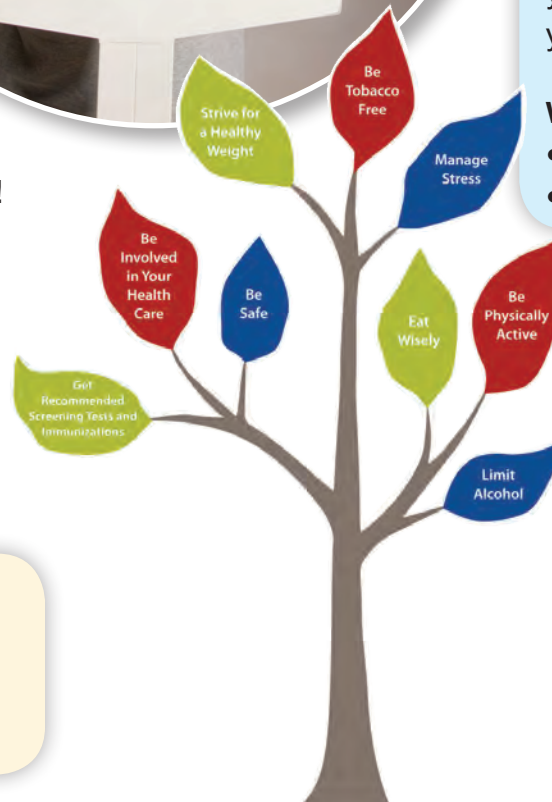 Be
Tobacco
Free
Strive for
a Healthy
Weight
Manage
Stress
Be
Involved
in Your
Health
Care
Be
Safe
Eat
Wisely
Be
Physically
Active
Get
Recommended
Screening Tests and
Immunizations
Limit
Alcohol